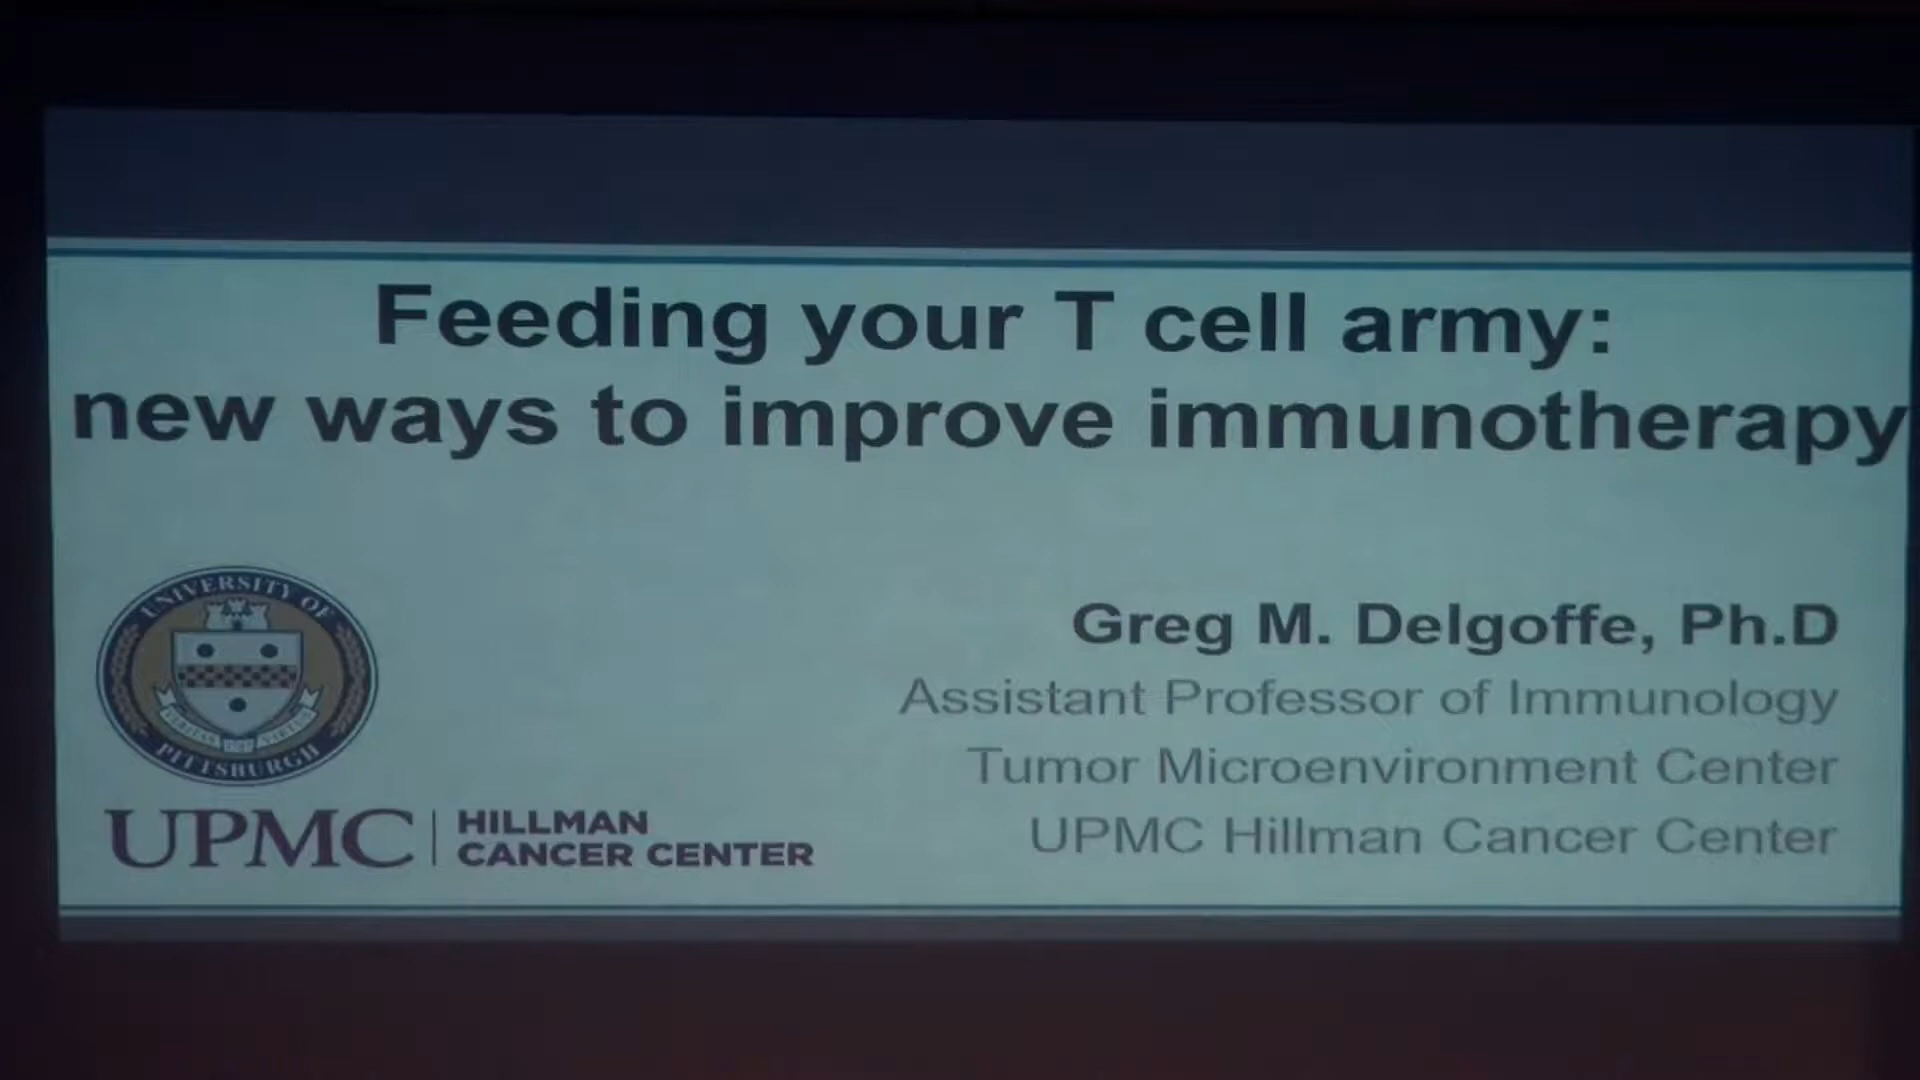 Feeding your T cell army:
new ways to improve immunotherapy
UNIVERSITY OF
PITTSBURGH
Greg M. Delgoffe, Ph.D
Assistant Professor of Immunology
Tumor Microenvironment Center
UPMC Hillman Cancer Center
UPMC HILLMAN
CANCER CENTER